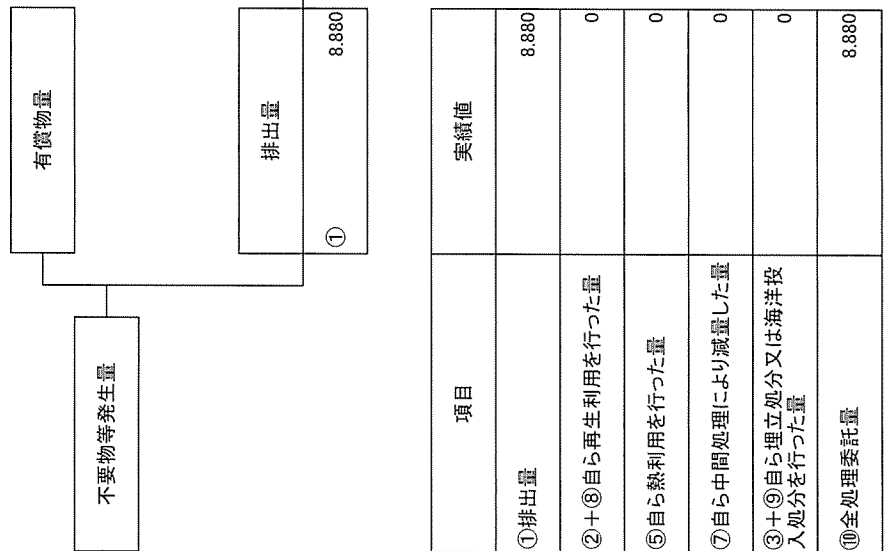 有償物量
不要物等発生量
排出量
① 8.880
項目 実績値
①排出量 8.880
②+⑧自ら再生利用を行った量 0
⑤自ら熱利用を行った量 0
⑦自ら中間処理により減量した量 0
③+⑨自ら埋立処分又は海洋投
入処分を行った量 0
⑩全処理委託量 8.880